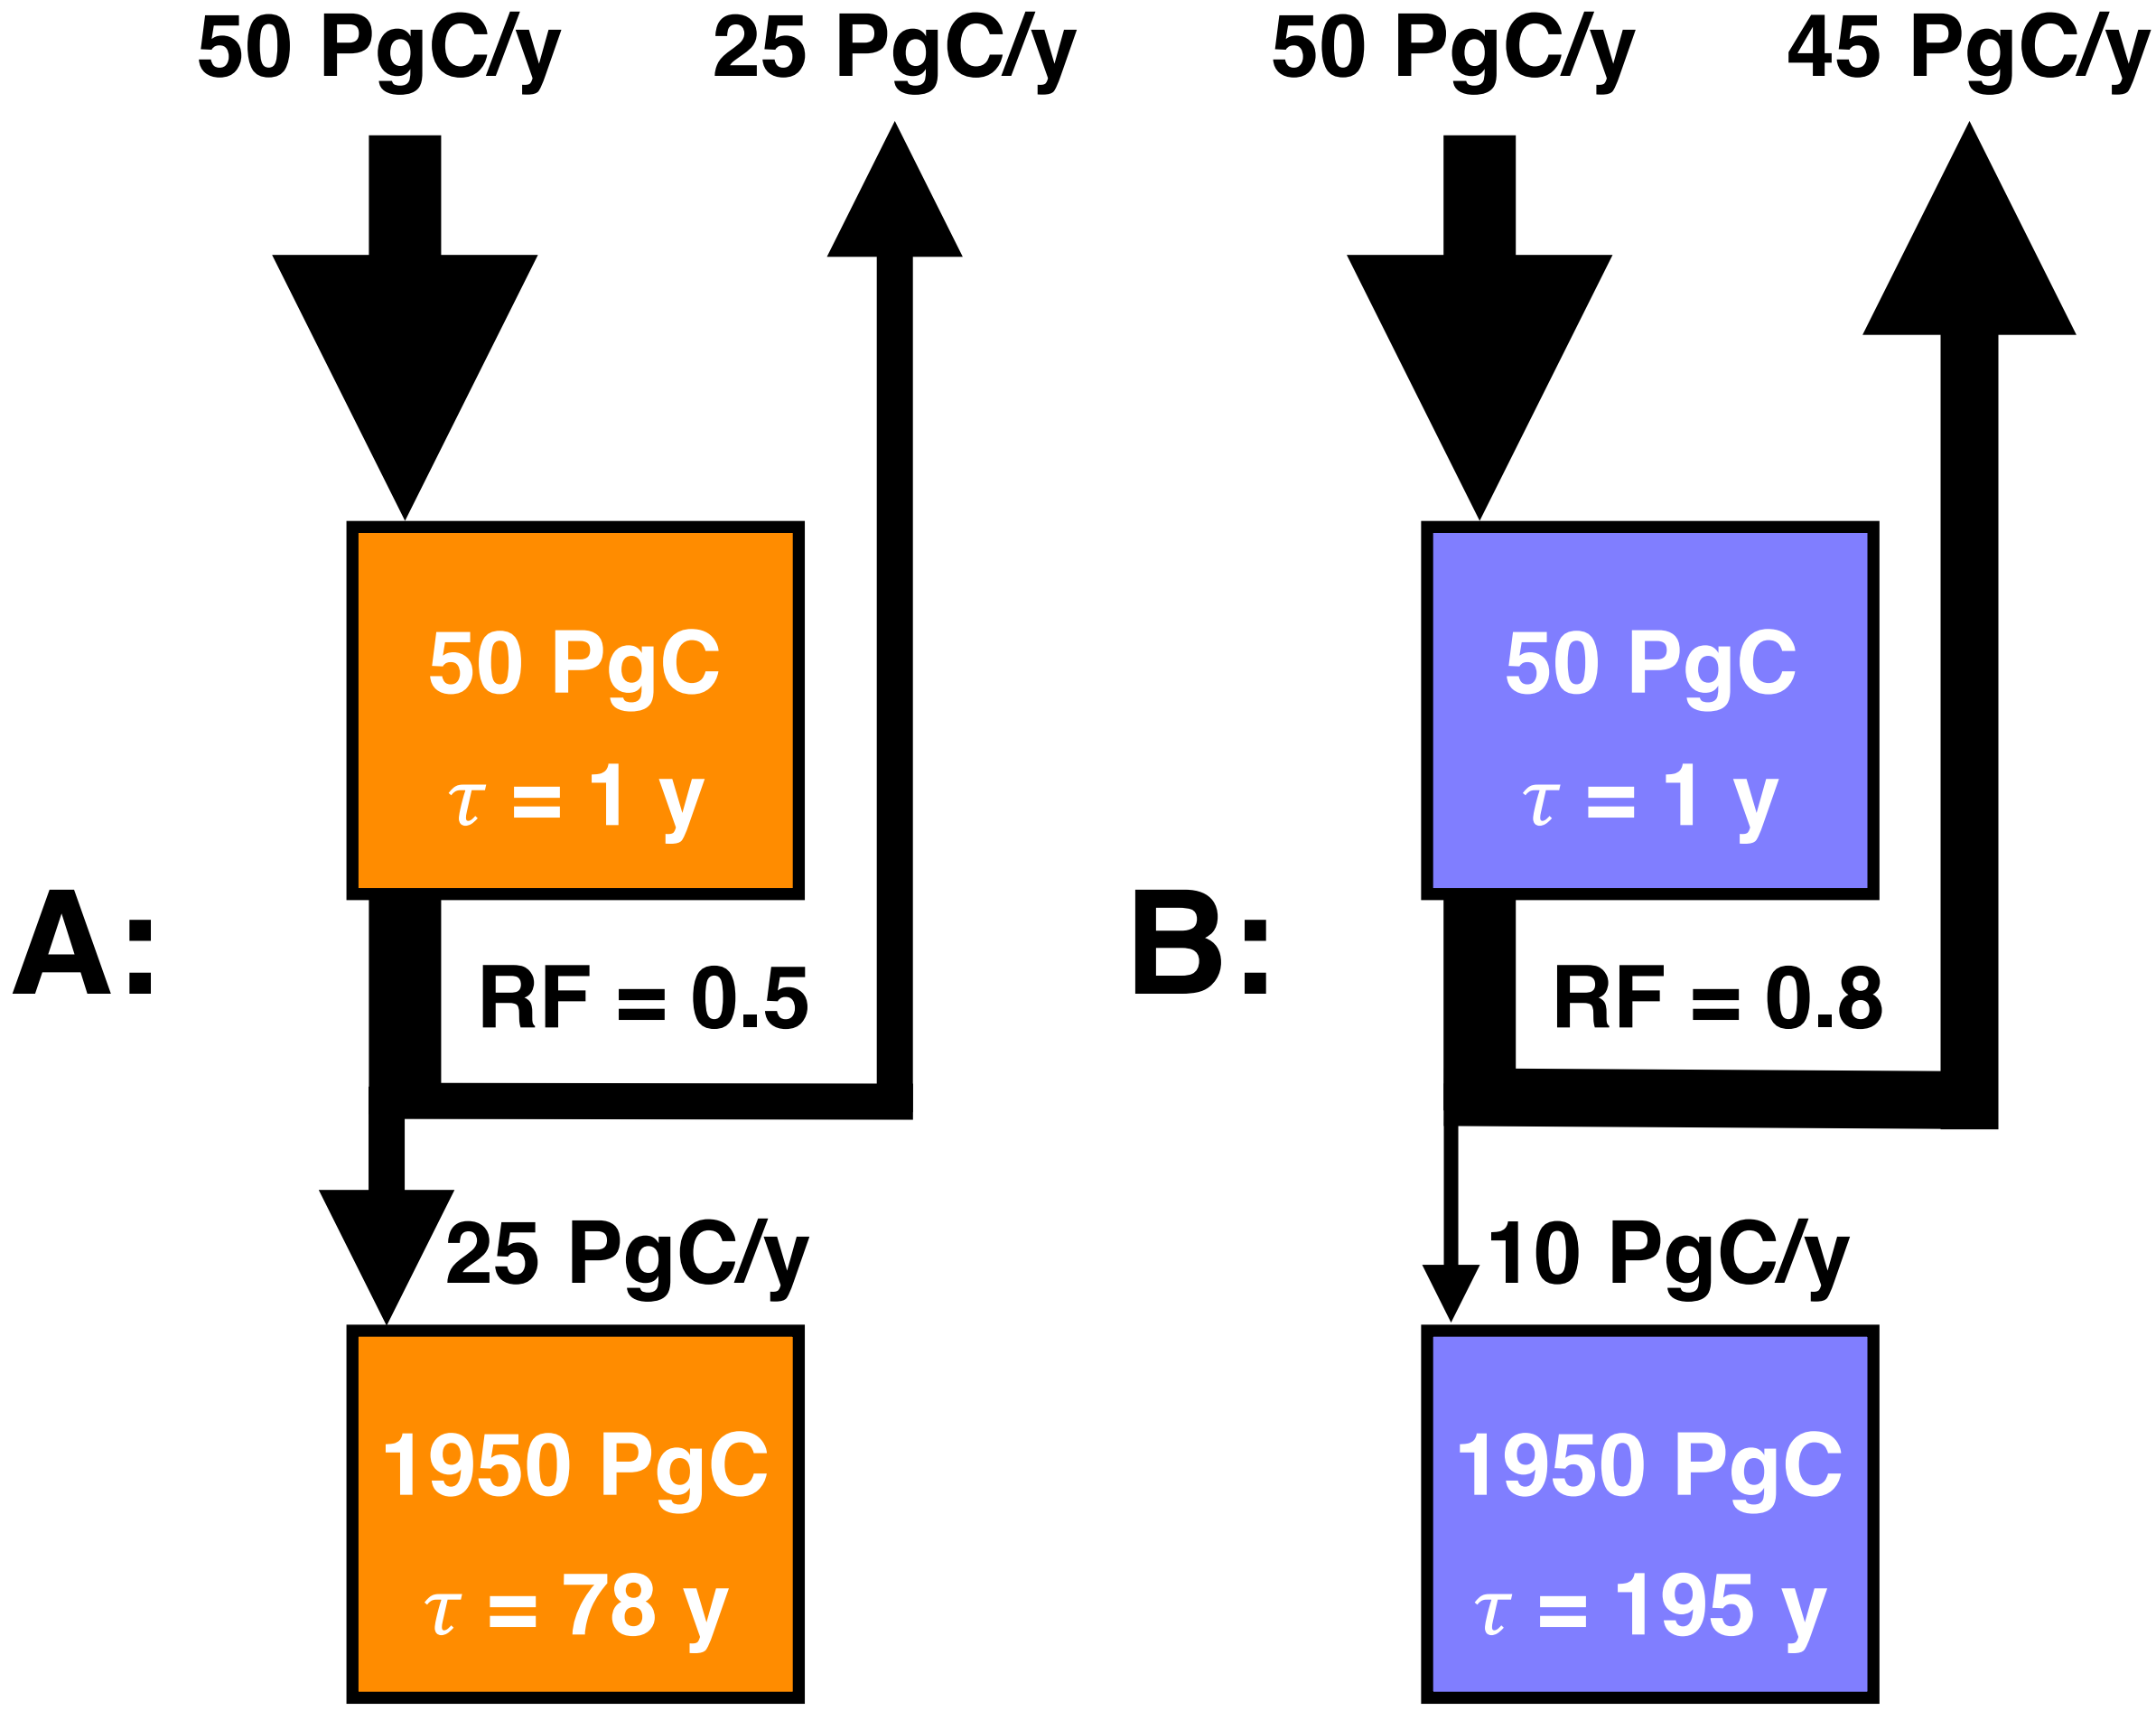 50 PgC/y 25 PgC/y
50 PgC
τ = 1 y
A:
RF = 0.5
25 PgC/y
1950 PgC
τ = 78 y
50 PgC/y 45 PgC/y
50 PgC
τ = 1 y
B:
RF = 0.8
10 PgC/y
1950 PgC
τ = 195 y